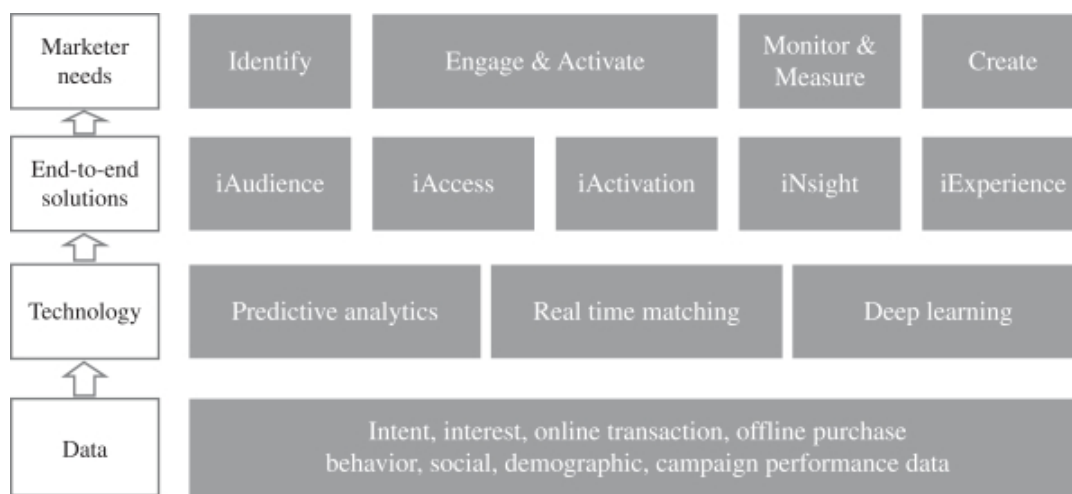 Marketer
needs
Identify
Engage & Activate
Monitor &
Measure
Create
End-to-end
solutions
iAudience
iAccess
iActivation
iNsight
iExperience
Technology
Predictive analytics
Real time matching
Deep learning
Data
Intent, interest, online transaction, offline purchase
behavior, social, demographic, campaign performance data